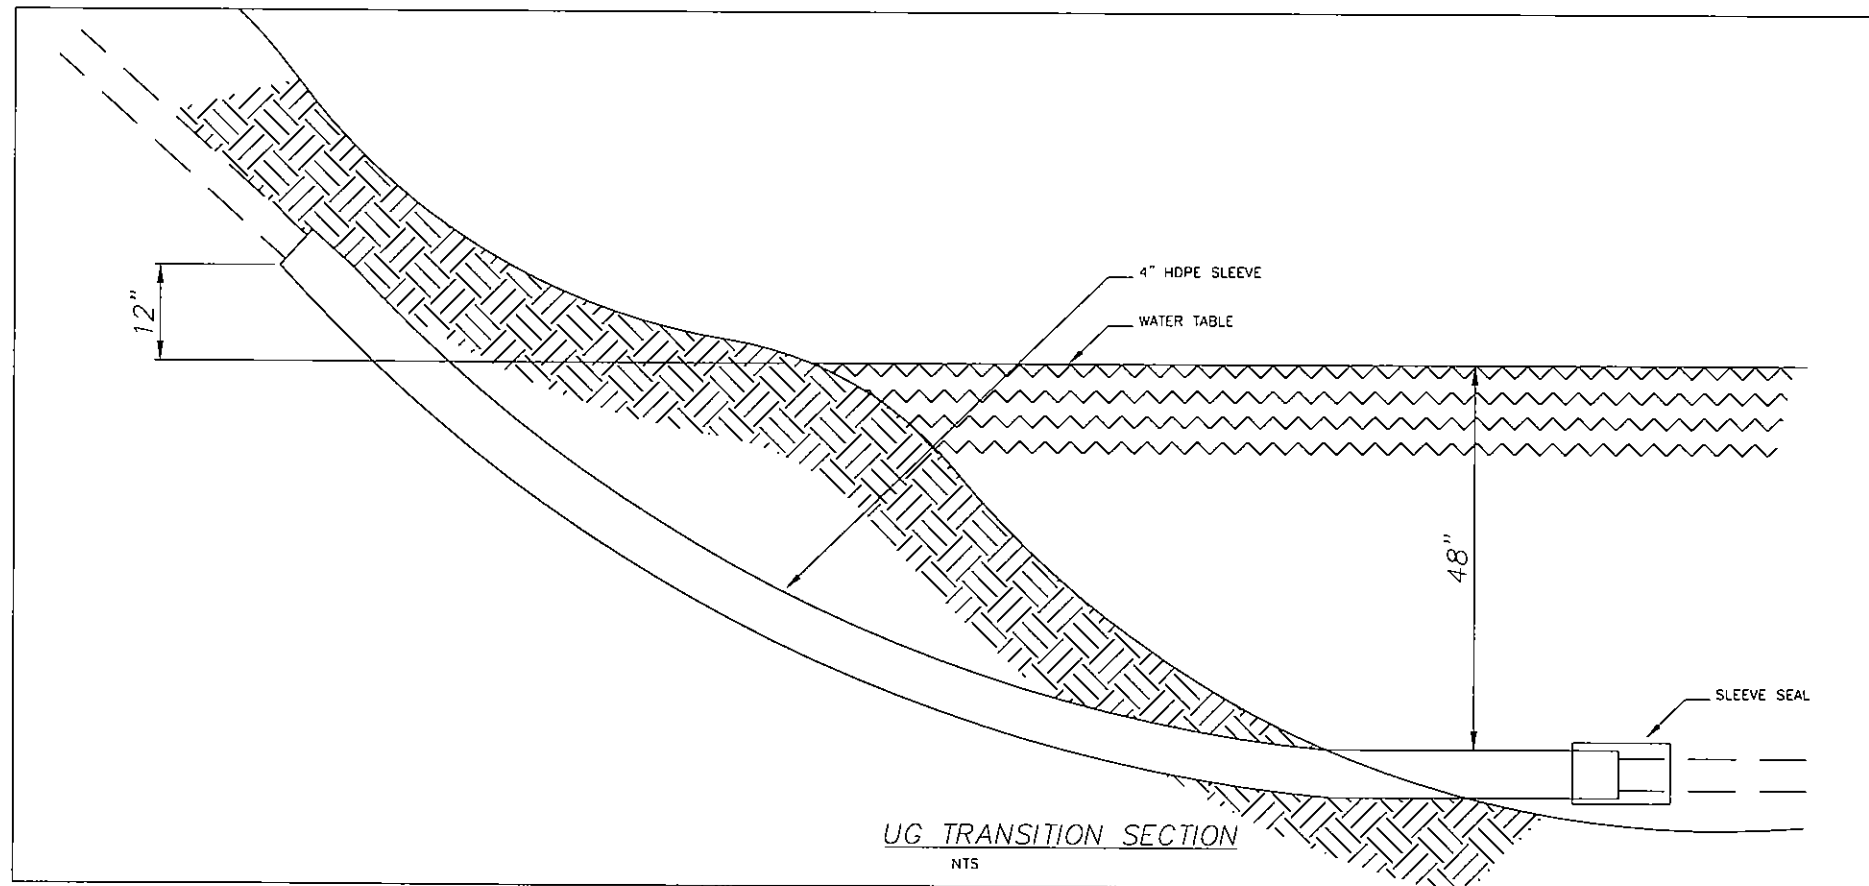 4" HDPE SLEEVE
WATER TABLE
12"
48"
SLEEVE SEAL
UG TRANSITION SECTION
NTS